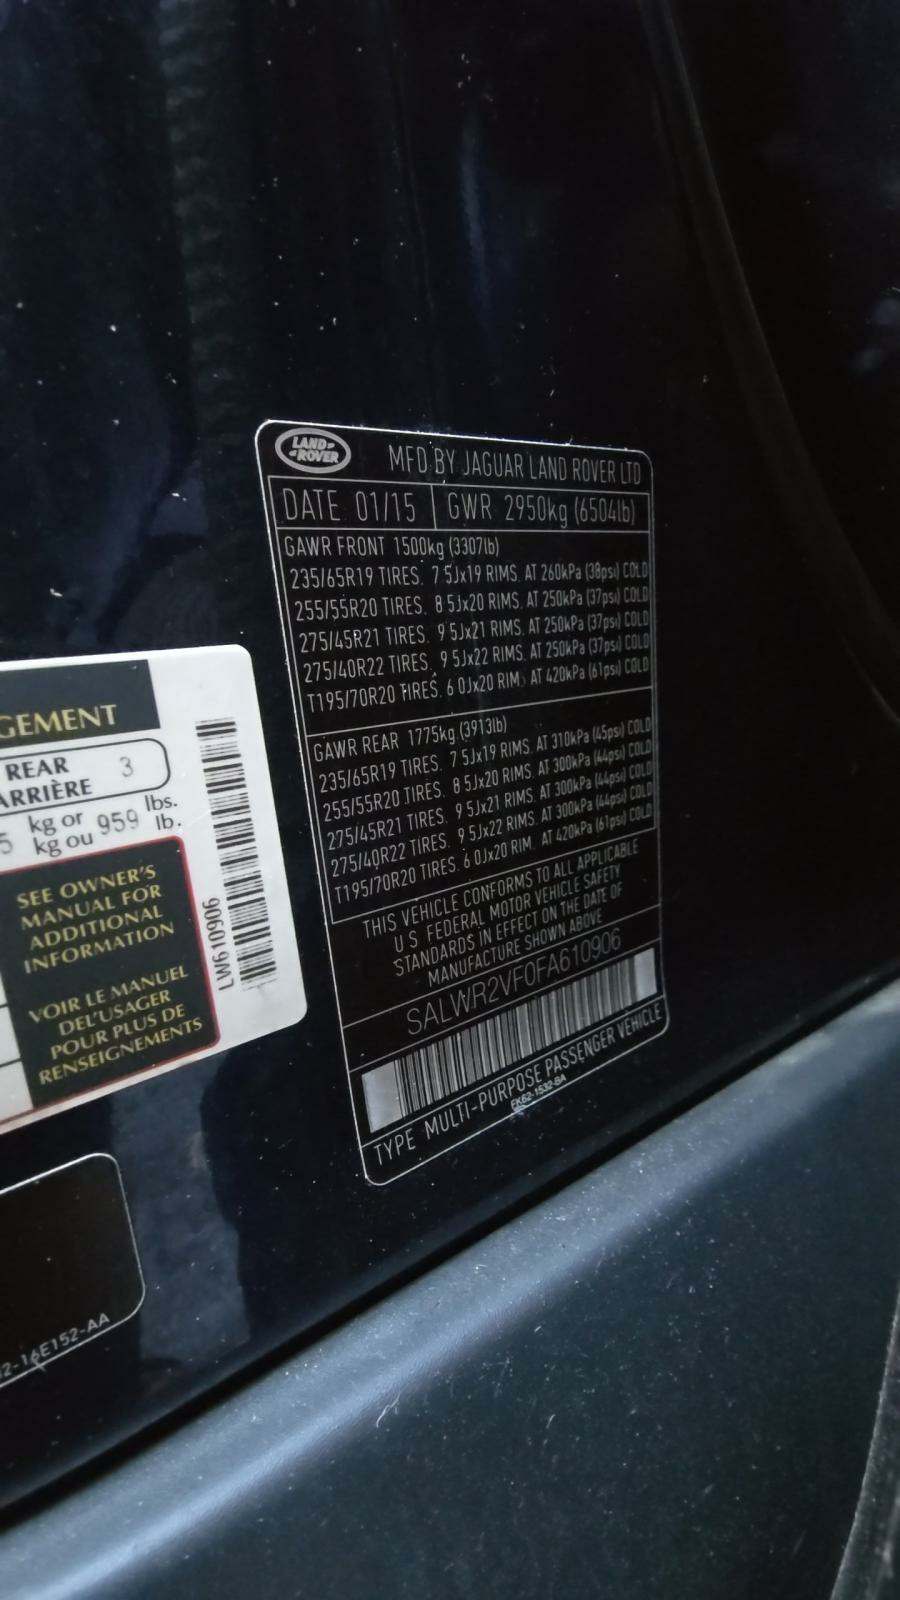 LAND-
-ROVER
MFD BY JAGUAR LAND ROVER LTD
DATE 01/15 GWR 2950kg (6504lb)
GAWR FRONT 1500kg (3307lb)
235/65R19 TIRES. 7 5Jx19 RIMS. AT 260kPa (38psi) COLD
255/55R20 TIRES. 8 5Jx20 RIMS. AT 250kPa (37psi) COLD
275/45R21 TIRES. 9 5Jx21 RIMS. AT 250kPa (37psi) COLD
275/40R22 TIRES. 9 5Jx22 RIMS. AT 250kPa (37psi) COLD
T195/70R20 TIRES. 6 0Jx20 RIM. AT 420kPa (61psi) COLD
GAWR REAR 1775kg (3913lb)
235/65R19 TIRES. 7 5Jx19 RIMS. AT 310kPa (45psi) COLD
255/55R20 TIRES. 8 5Jx20 RIMS. AT 300kPa (44psi) COLD
275/45R21 TIRES. 9 5Jx21 RIMS. AT 300kPa (44psi) COLD
275/40R22 TIRES. 9 5Jx22 RIMS. AT 300kPa (44psi) COLD
T195/70R20 TIRES. 6 0Jx20 RIM. AT 420kPa (61psi) COLD
THIS VEHICLE CONFORMS TO ALL APPLICABLE
U S FEDERAL MOTOR VEHICLE SAFETY
STANDARDS IN EFFECT ON THE DATE OF
MANUFACTURE SHOWN ABOVE
SALWR2VF0FA610906
TYPE MULTI-PURPOSE PASSENGER VEHICLE
EK62-1532-BA
GEMENT
REAR 3
ARRIÈRE
5 kg or 959 lbs.
kg ou lb.
SEE OWNER'S
MANUAL FOR
ADDITIONAL
INFORMATION
VOIR LE MANUEL
DEL'USAGER
POUR PLUS DE
RENSEIGNEMENTS
LW610906
2-16E152-AA